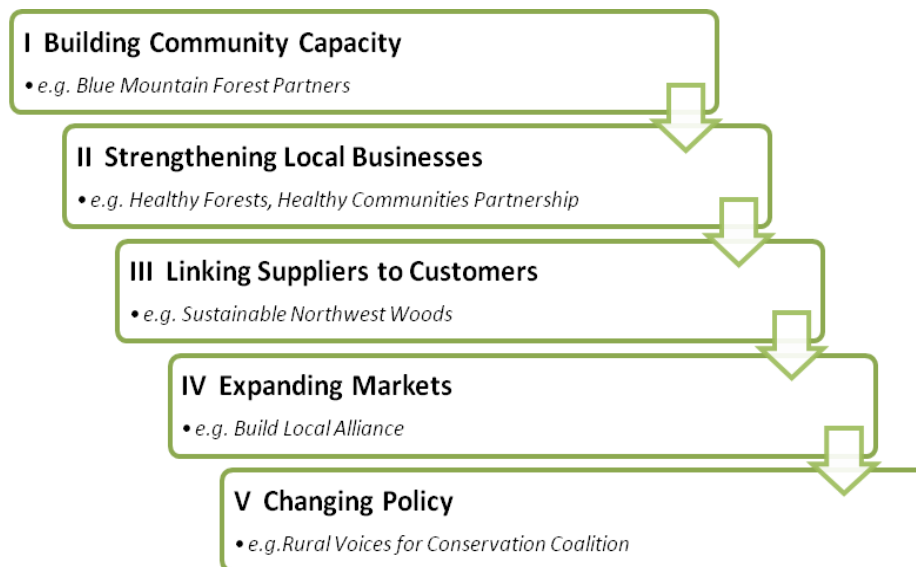 I Building Community Capacity
• e.g. Blue Mountain Forest Partners
II Strengthening Local Businesses
• e.g. Healthy Forests, Healthy Communities Partnership
III Linking Suppliers to Customers
• e.g. Sustainable Northwest Woods
IV Expanding Markets
• e.g. Build Local Alliance
V Changing Policy
• e.g.Rural Voices for Conservation Coalition